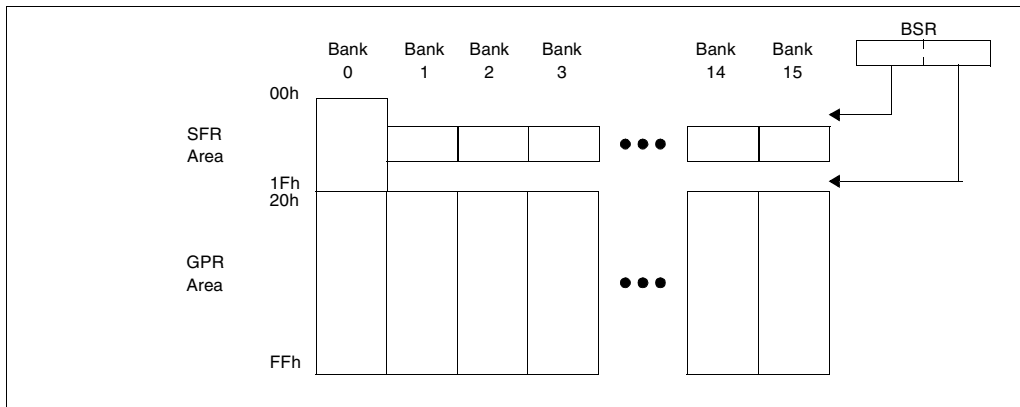 BSR
Bank 0
Bank 1
Bank 2
Bank 3
Bank 14
Bank 15
00h
SFR
Area
1Fh
20h
GPR
Area
FFh